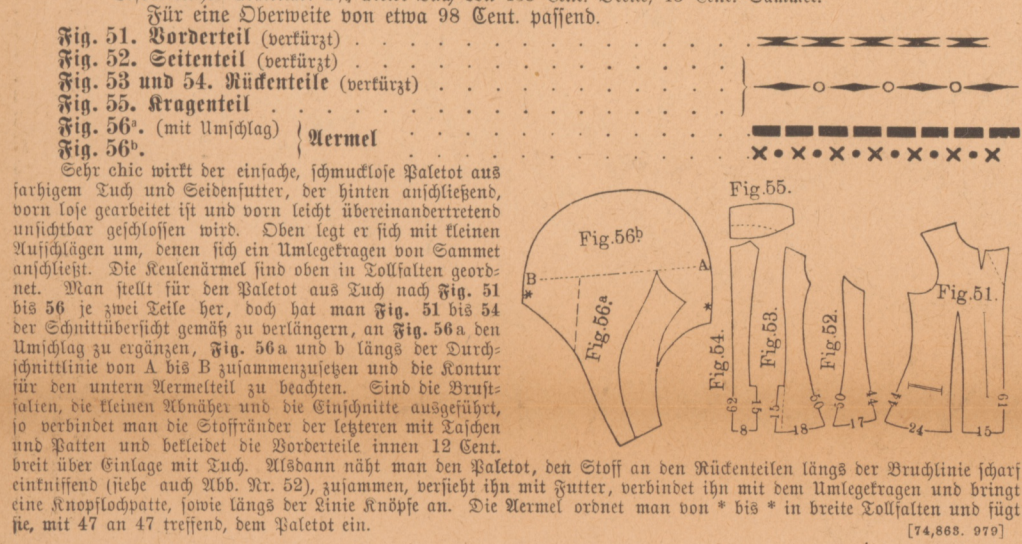 Für eine Oberweite von etwa 98 Cent. passend.
Fig. 51. Vorderteil (verkürzt)
Fig. 52. Seitenteil (verkürzt)
Fig. 53 und 54. Rückenteile (verkürzt)
Fig. 55. Kragenteil
Fig. 56ᵃ. (mit Umschlag)
Fig. 56ᵇ.
Aermel
Sehr chic wirkt der einfache, schmucklose Paletot aus
farbigem Tuch und Seidenfutter, der hinten anschließend,
vorn lose gearbeitet ist und vorn leicht übereinandertretend
unsichtbar geschlossen wird. Oben legt er sich mit kleinen
Aufschlägen um, denen sich ein Umlegekragen von Sammet
anschließt. Die Keulenärmel sind oben in Tollfalten geord=
net. Man stellt für den Paletot aus Tuch nach Fig. 51
bis 56 je zwei Teile her, doch hat man Fig. 51 bis 54
der Schnittübersicht gemäß zu verlängern, an Fig. 56a den
Umschlag zu ergänzen, Fig. 56a und b längs der Durch=
schnittlinie von A bis B zusammenzusetzen und die Kontur
für den untern Aermelteil zu beachten. Sind die Brust=
falten, die kleinen Abnäher und die Einschnitte ausgeführt,
so verbindet man die Stoffränder der letzteren mit Taschen
und Patten und bekleidet die Vorderteile innen 12 Cent.
breit über Einlage mit Tuch. Alsdann näht man den Paletot, den Stoff an den Rückenteilen längs der Bruchlinie scharf
einkniffend (siehe auch Abb. Nr. 52), zusammen, versieht ihn mit Futter, verbindet ihn mit dem Umlegekragen und bringt
eine Knopflochpatte, sowie längs der Linie Knöpfe an. Die Aermel ordnet man von * bis * in breite Tollfalten und fügt
sie, mit 47 an 47 treffend, dem Paletot ein.
[74,863. 979]
Fig.55.
Fig.56ᵇ
B
A
*
*
Fig.56.ᵃ
Fig.54.
Fig.53.
Fig.52.
Fig.51.
62
15
8
15
18
17
44
44
24
15
19